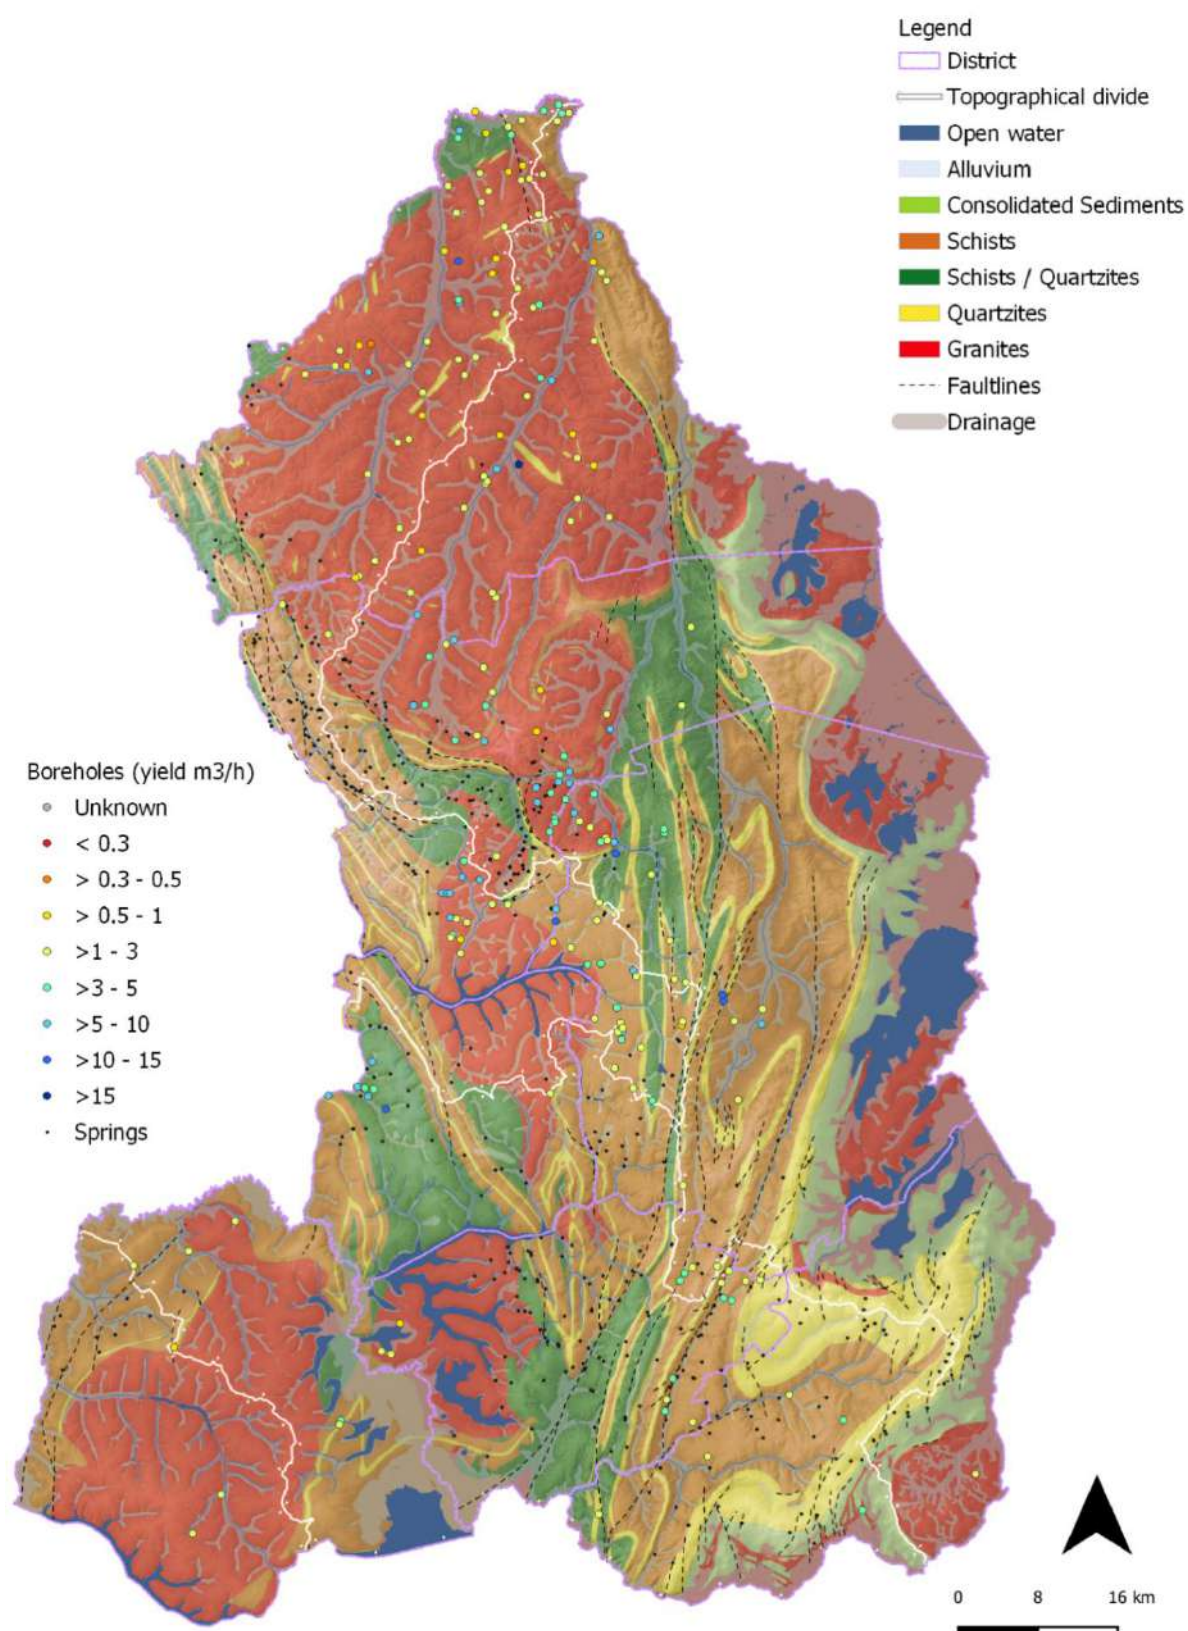 Legend
District
Topographical divide
Open water
Alluvium
Consolidated Sediments
Schists
Schists / Quartzites
Quartzites
Granites
Faultlines
Drainage
Boreholes (yield m3/h)
Unknown
< 0.3
> 0.3 - 0.5
> 0.5 - 1
>1 - 3
>3 - 5
>5 - 10
>10 - 15
>15
Springs
0 8 16 km